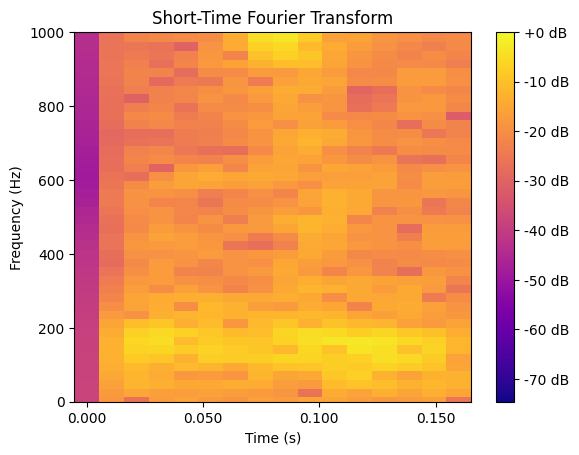 Short-Time Fourier Transform
1000
800
600
400
200
0
Frequency (Hz)
0.000
0.050
0.100
0.150
Time (s)
+0 dB
-10 dB
-20 dB
-30 dB
-40 dB
-50 dB
-60 dB
-70 dB